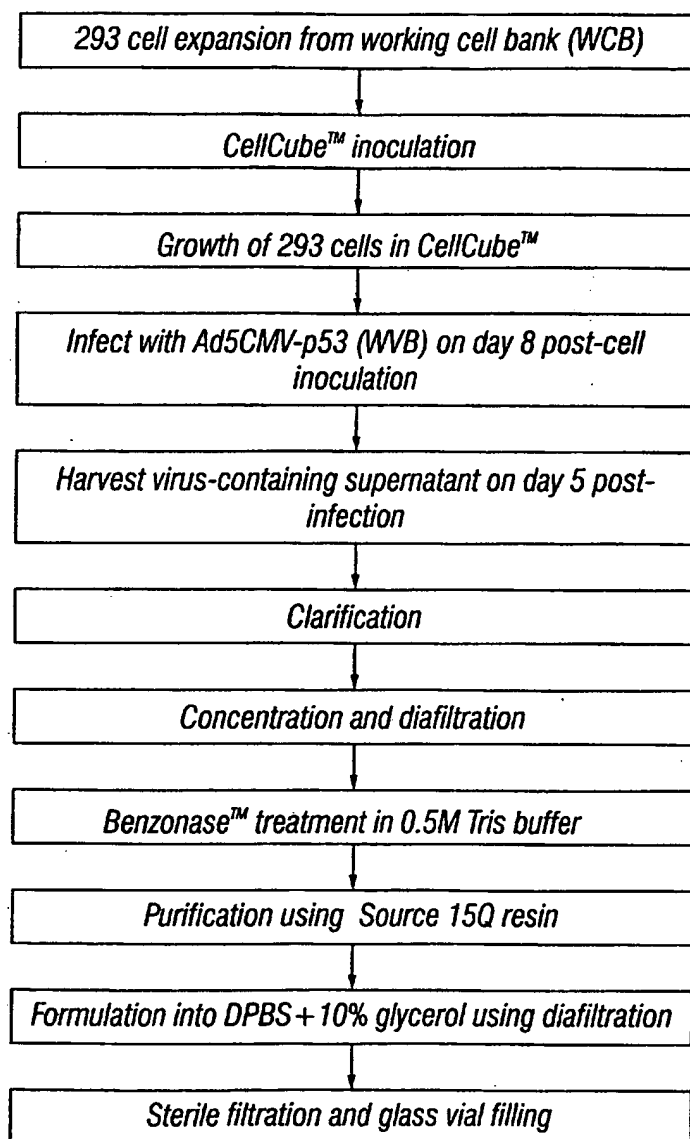 293 cell expansion from working cell bank (WCB)
CellCube™ inoculation
Growth of 293 cells in CellCube™
Infect with Ad5CMV-p53 (WVB) on day 8 post-cell
inoculation
Harvest virus-containing supernatant on day 5 post-
infection
Clarification
Concentration and diafiltration
Benzonase™ treatment in 0.5M Tris buffer
Purification using Source 15Q resin
Formulation into DPBS+10% glycerol using diafiltration
Sterile filtration and glass vial filling